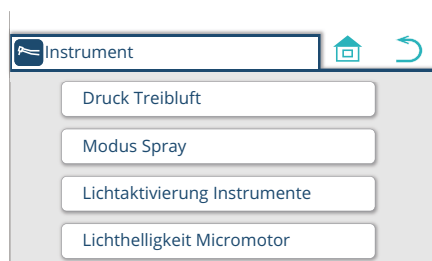 Instrument
Druck Treibluft
Modus Spray
Lichtaktivierung Instrumente
Lichthelligkeit Micromotor